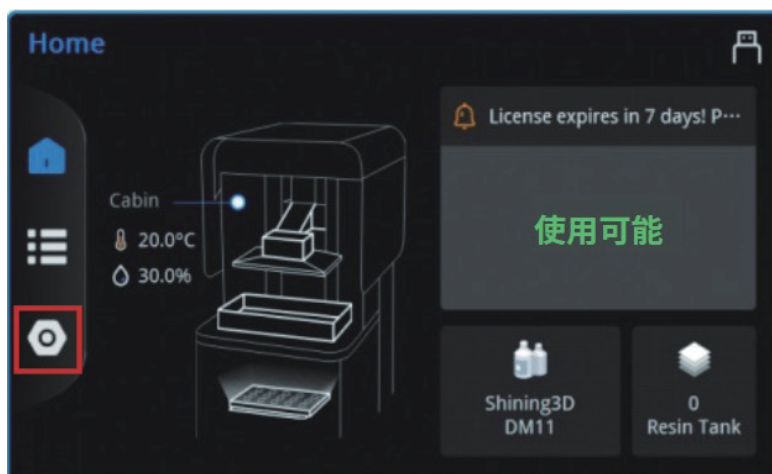 Home
License expires in 7 days! P···
Cabin
20.0°C
30.0%
使用可能
Shining3D
DM11
0
Resin Tank